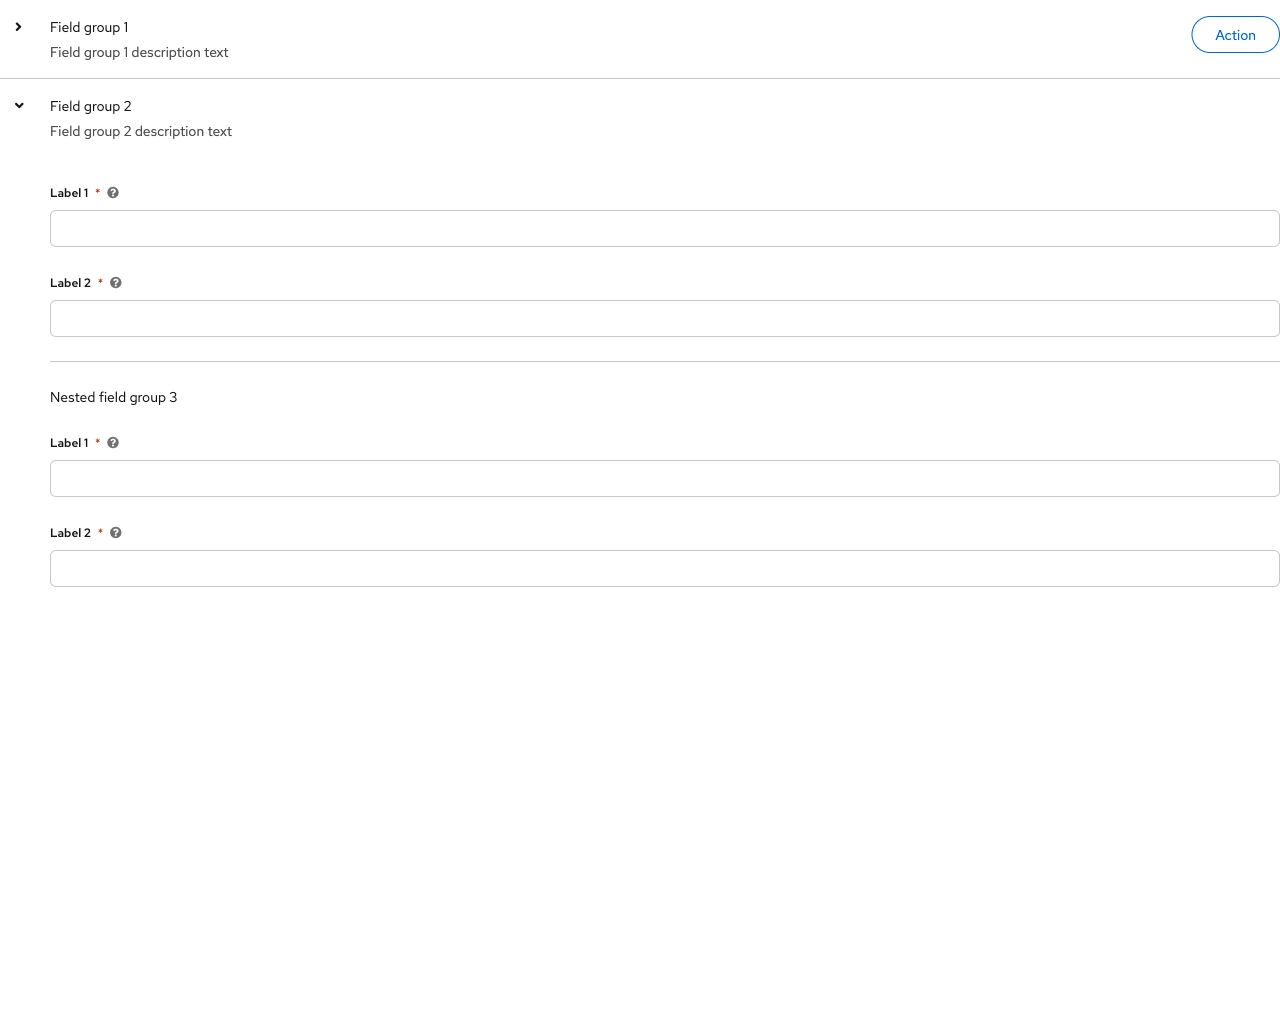 Field group 1
Action
Field group 1 description text
Field group 2
Field group 2 description text
Label 1 *
Label 2 *
Nested field group 3
Label 1 *
Label 2 *